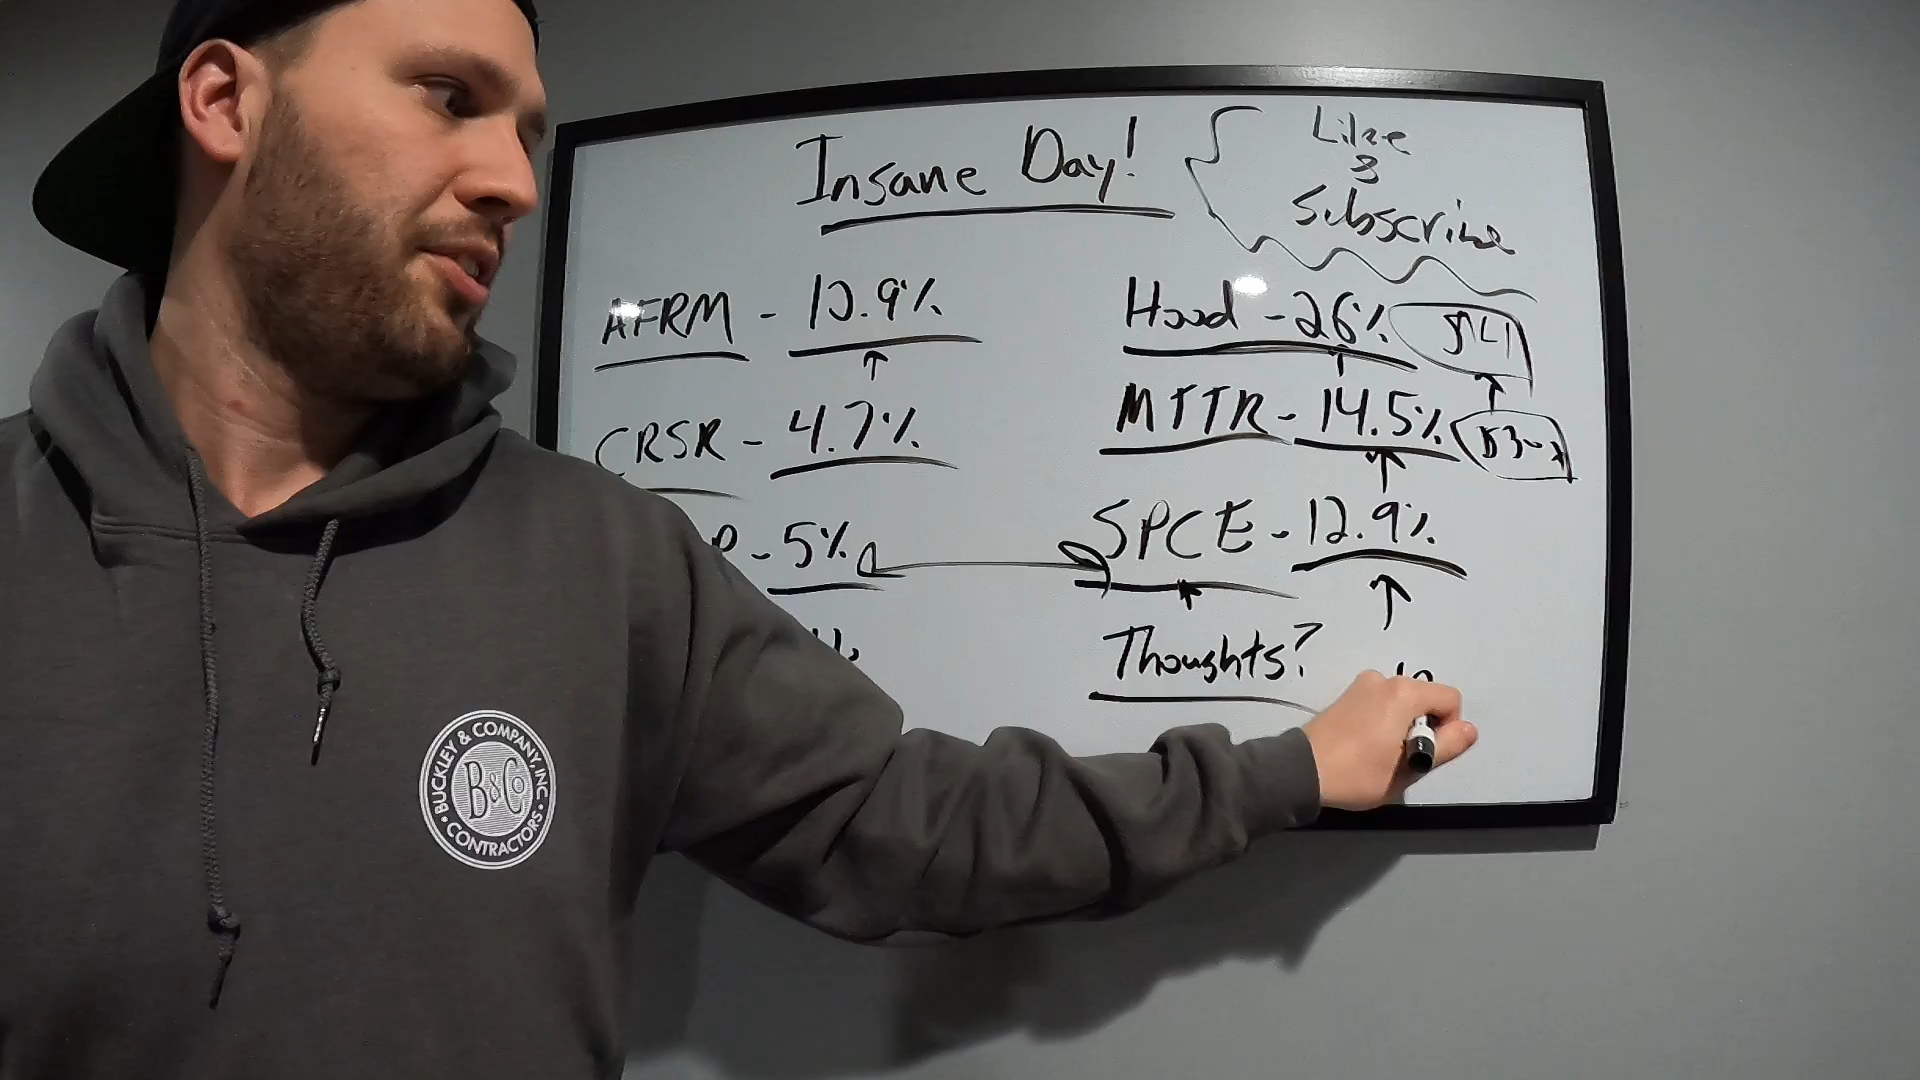 Insane Day!
Like
&
Subscribe
AFRM - 12.9%
CRSR - 4.7%
P - 5%
Hood - 26%
MTTR - 14.5%
SPCE - 12.9%
Thoughts?
BUCKLEY & COMPANY, INC.
B&Co
CONTRACTORS